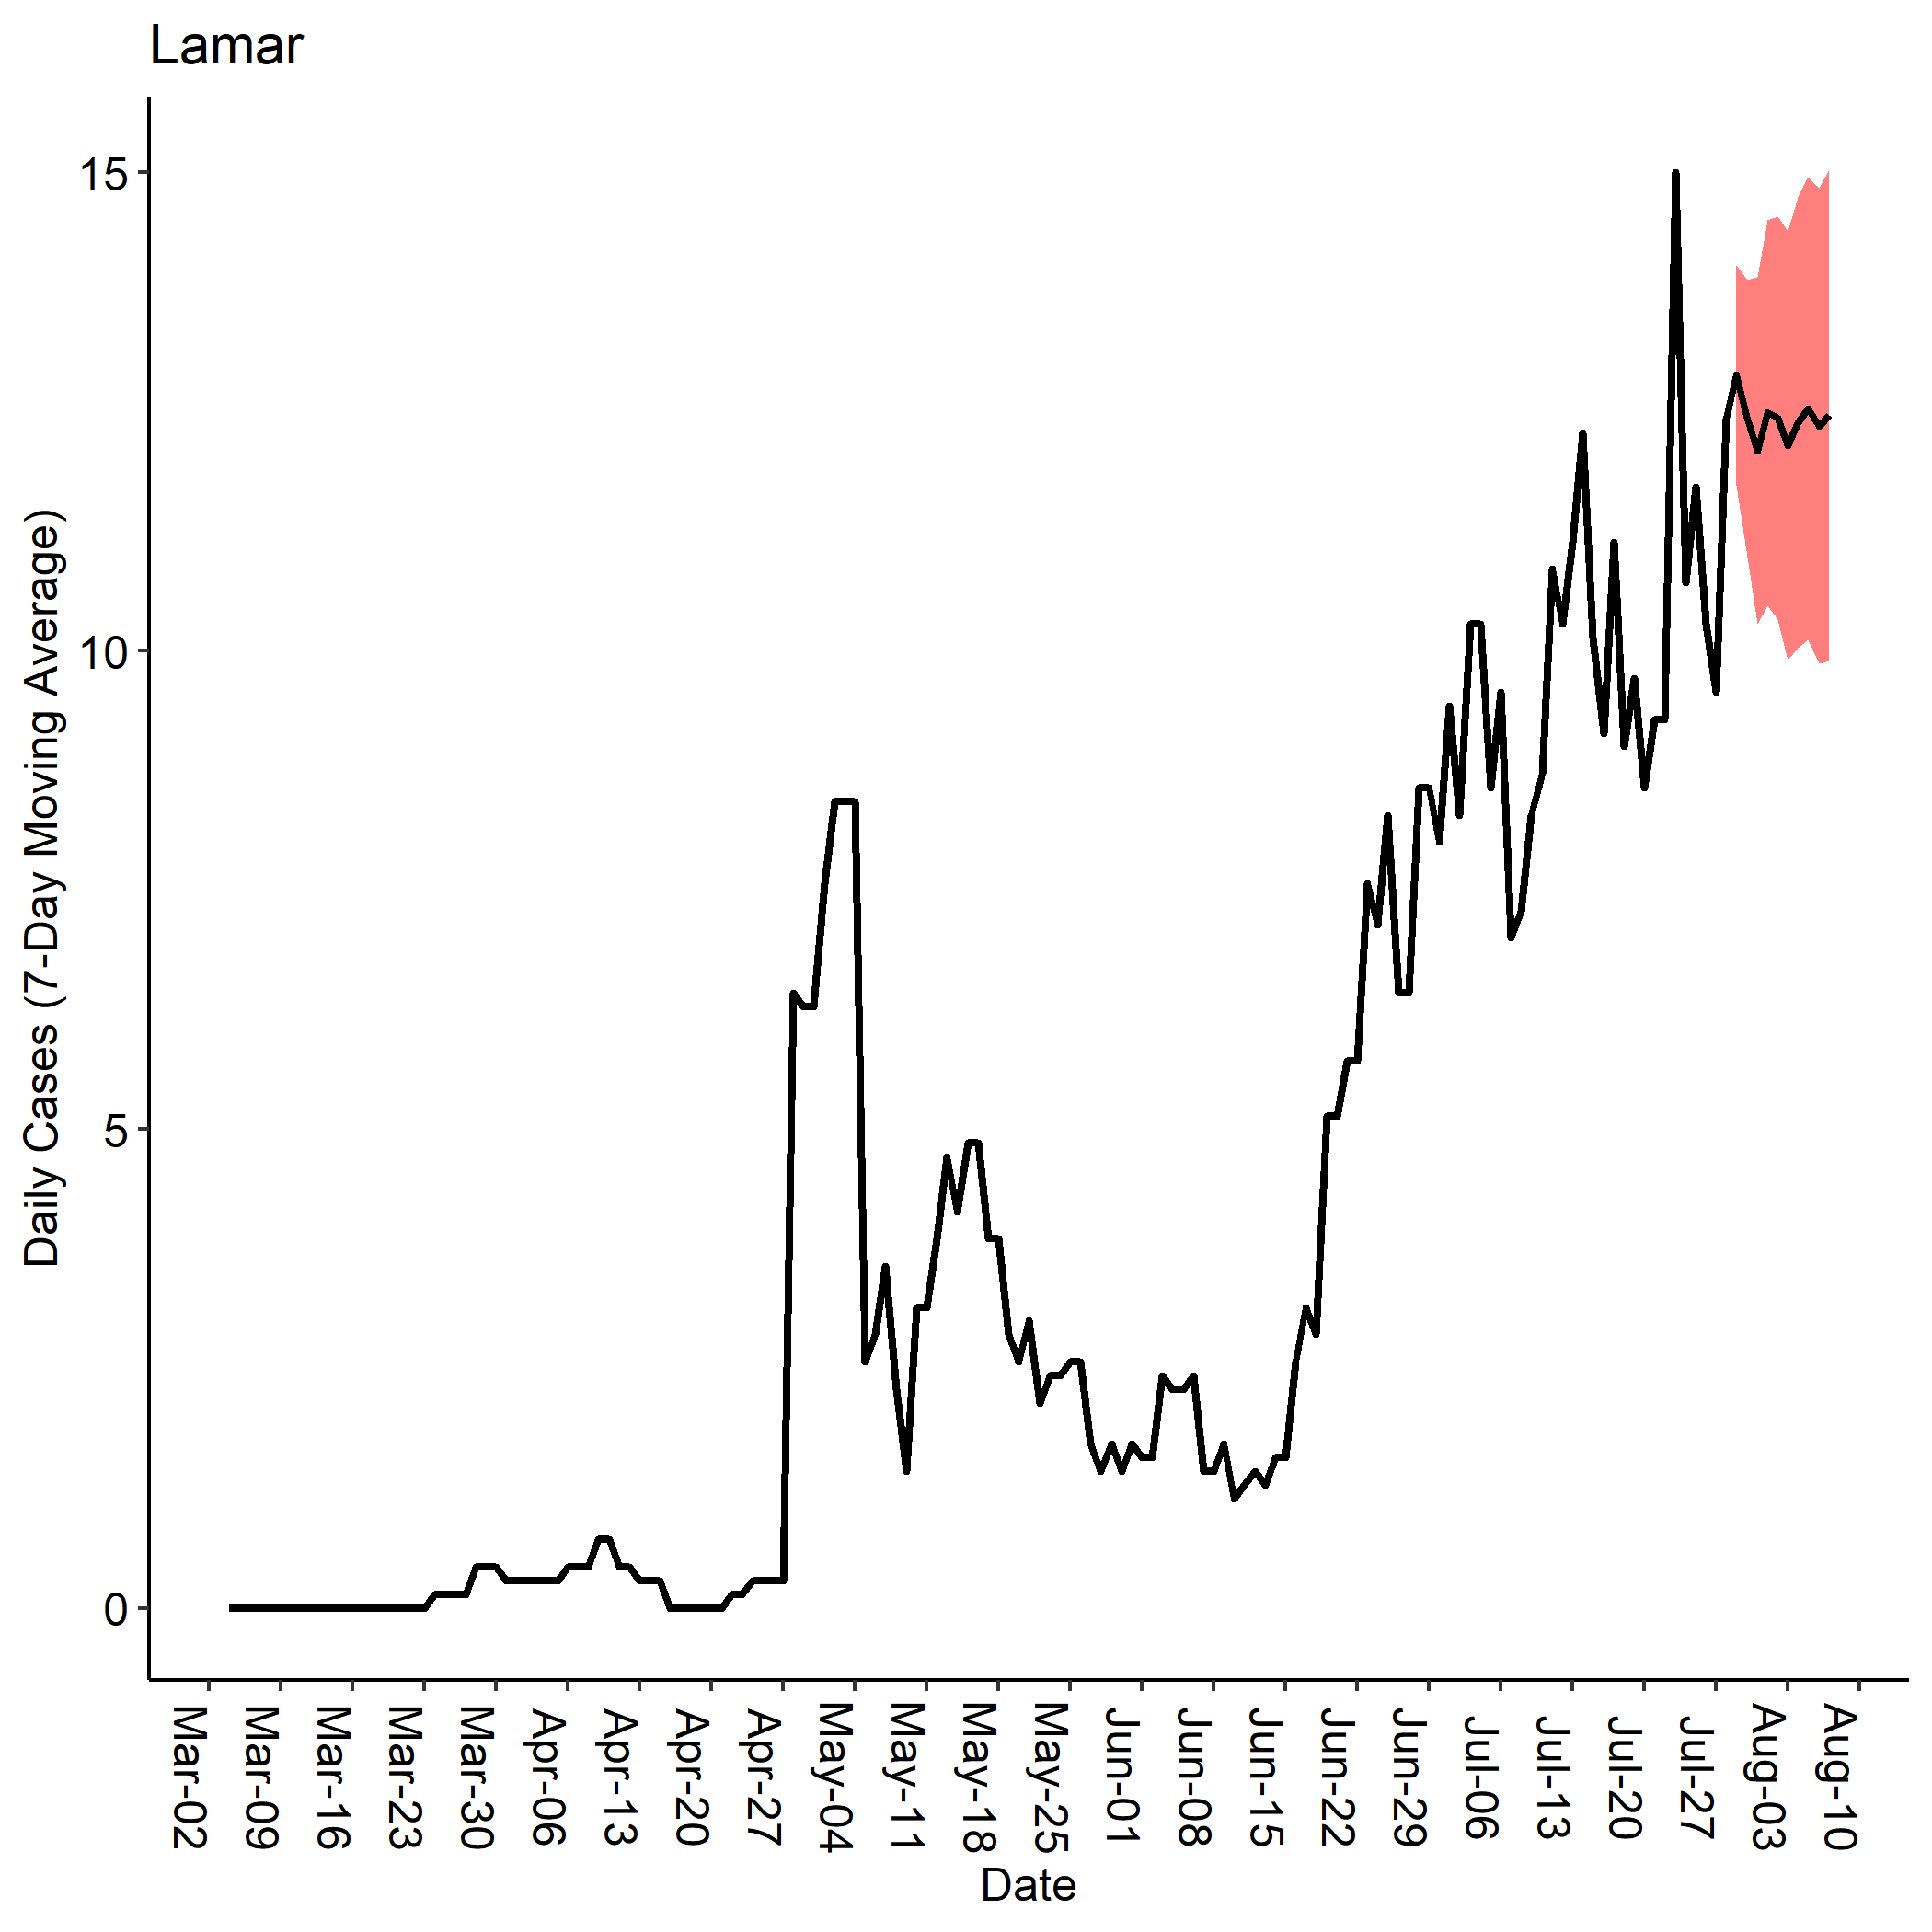 Lamar
Daily Cases (7-Day Moving Average)
15
10
5
0
Mar-02
Mar-09
Mar-16
Mar-23
Mar-30
Apr-06
Apr-13
Apr-20
Apr-27
May-04
May-11
May-18
May-25
Jun-01
Jun-08
Jun-15
Jun-22
Jun-29
Jul-06
Jul-13
Jul-20
Jul-27
Aug-03
Aug-10
Date